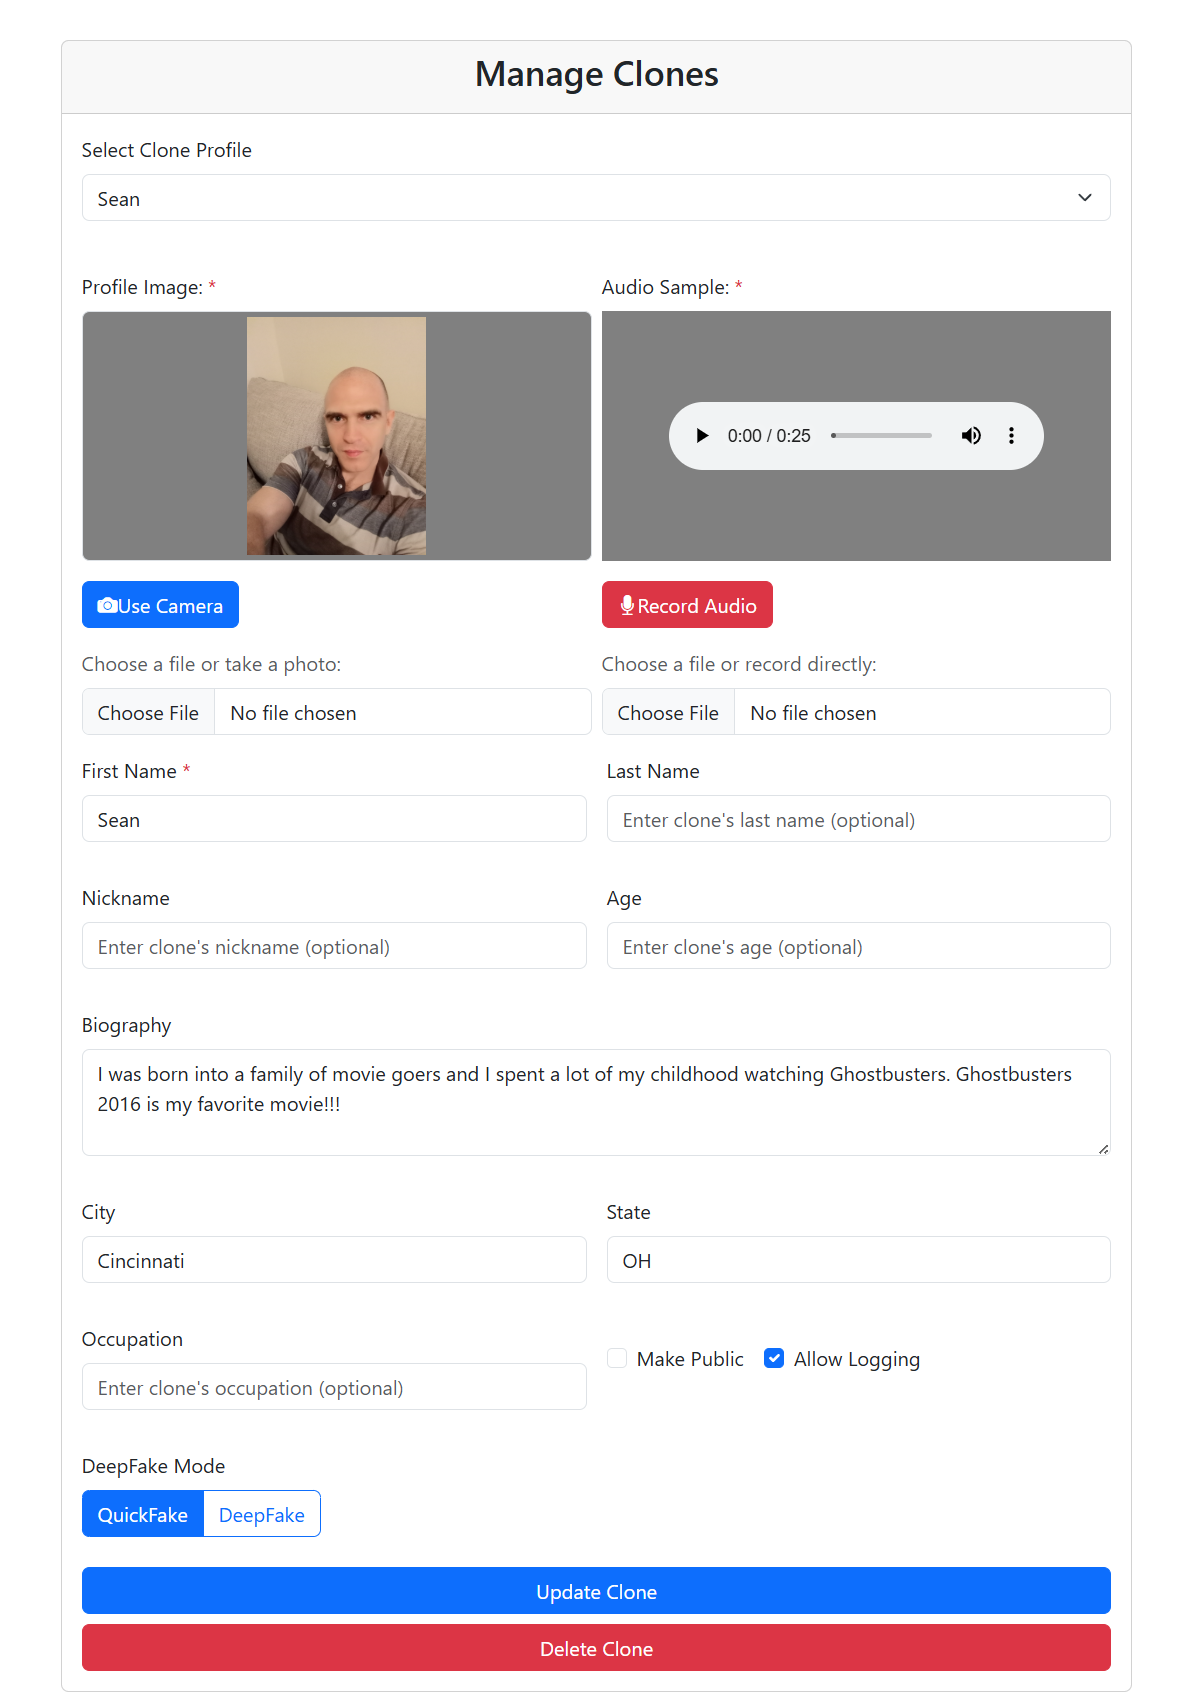 Manage Clones
Select Clone Profile
Sean
Profile Image: *
Audio Sample: *
0:00 / 0:25
Use Camera
Record Audio
Choose a file or take a photo:
Choose a file or record directly:
Choose File No file chosen
Choose File No file chosen
First Name *
Last Name
Sean
Enter clone's last name (optional)
Nickname
Age
Enter clone's nickname (optional)
Enter clone's age (optional)
Biography
I was born into a family of movie goers and I spent a lot of my childhood watching Ghostbusters. Ghostbusters
2016 is my favorite movie!!!
City
State
Cincinnati
OH
Occupation
Make Public
Allow Logging
Enter clone's occupation (optional)
DeepFake Mode
QuickFake
DeepFake
Update Clone
Delete Clone